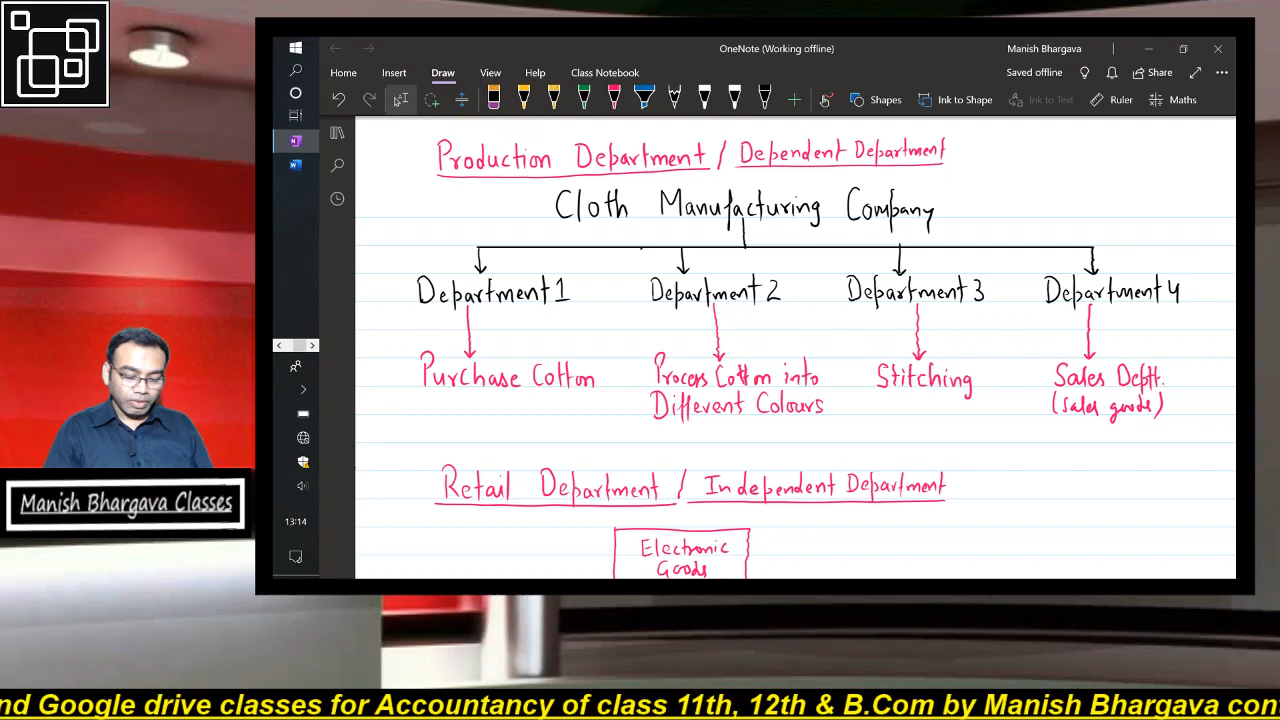 OneNote (Working offline)
Manish Bhargava
Home Insert Draw View Help Class Notebook
Saved offline
Share
Shapes
Ink to Shape
Ink to Text
Ruler
Maths
Production Department / Dependent Department
Cloth Manufacturing Company
Department 1 Department 2 Department 3 Department 4
Purchase Cotton
Process Cotton into
Different Colours
Stitching
Sales Deptt.
(Sales goods)
Retail Department / Independent Department
Electronic
Goods
Manish Bhargava Classes
13:14
nd Google drive classes for Accountancy of class 11th, 12th & B.Com by Manish Bhargava con